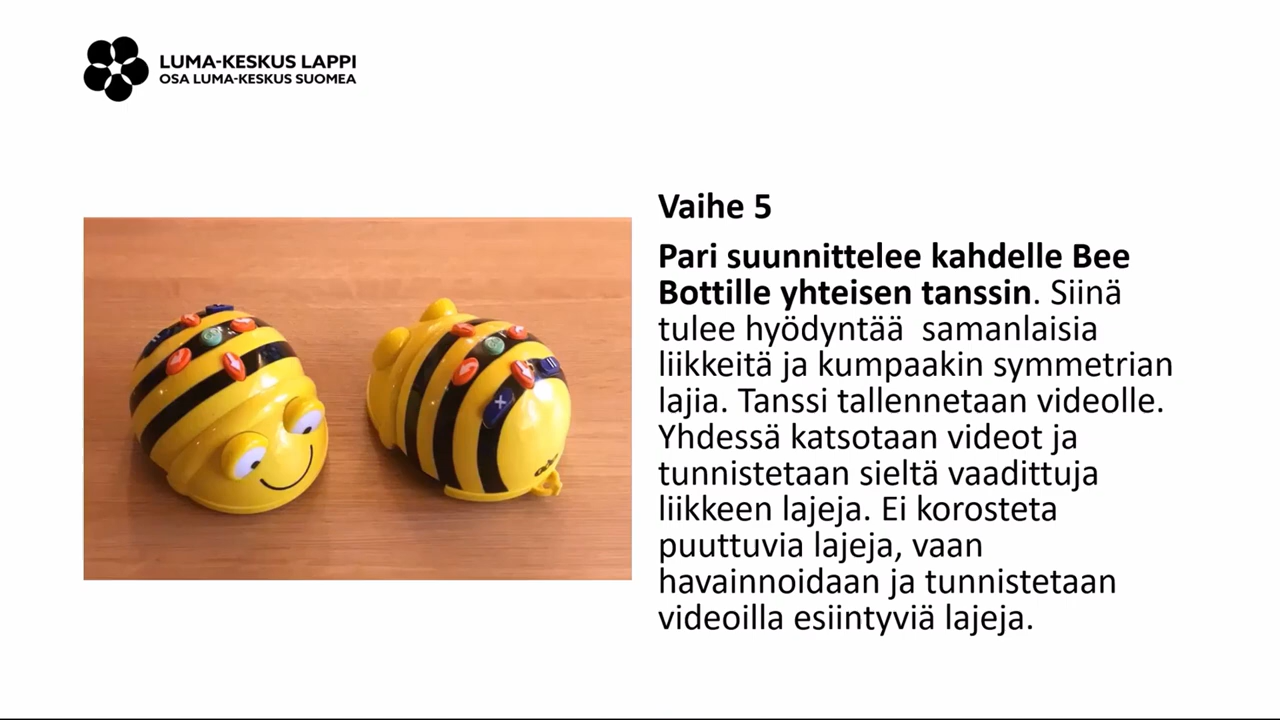 LUMA-KESKUS LAPPI
OSA LUMA-KESKUS SUOMEA
Vaihe 5
Pari suunnittelee kahdelle Bee
Bottille yhteisen tanssin. Siinä
tulee hyödyntää  samanlaisia
liikkeitä ja kumpaakin symmetrian
lajia. Tanssi tallennetaan videolle.
Yhdessä katsotaan videot ja
tunnistetaan sieltä vaadittuja
liikkeen lajeja. Ei korosteta
puuttuvia lajeja, vaan
havainnoidaan ja tunnistetaan
videoilla esiintyviä lajeja.